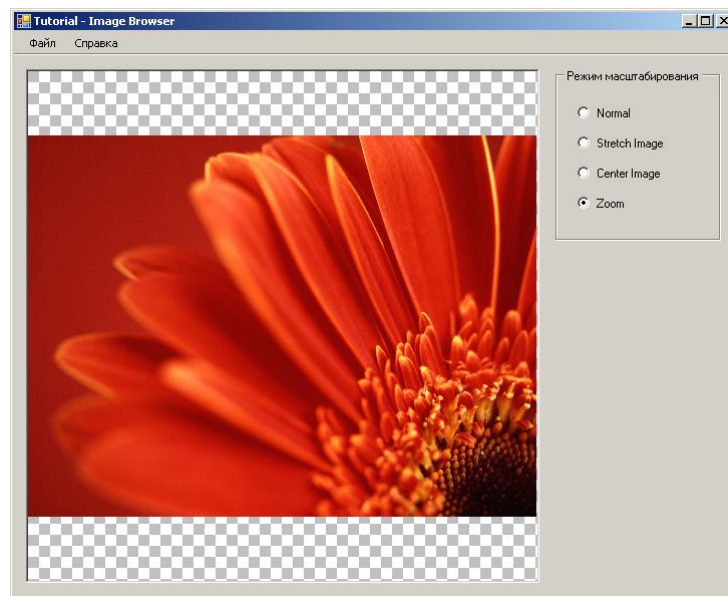 Tutorial - Image Browser
Файл Справка
Режим масштабирования
Normal
Stretch Image
Center Image
Zoom